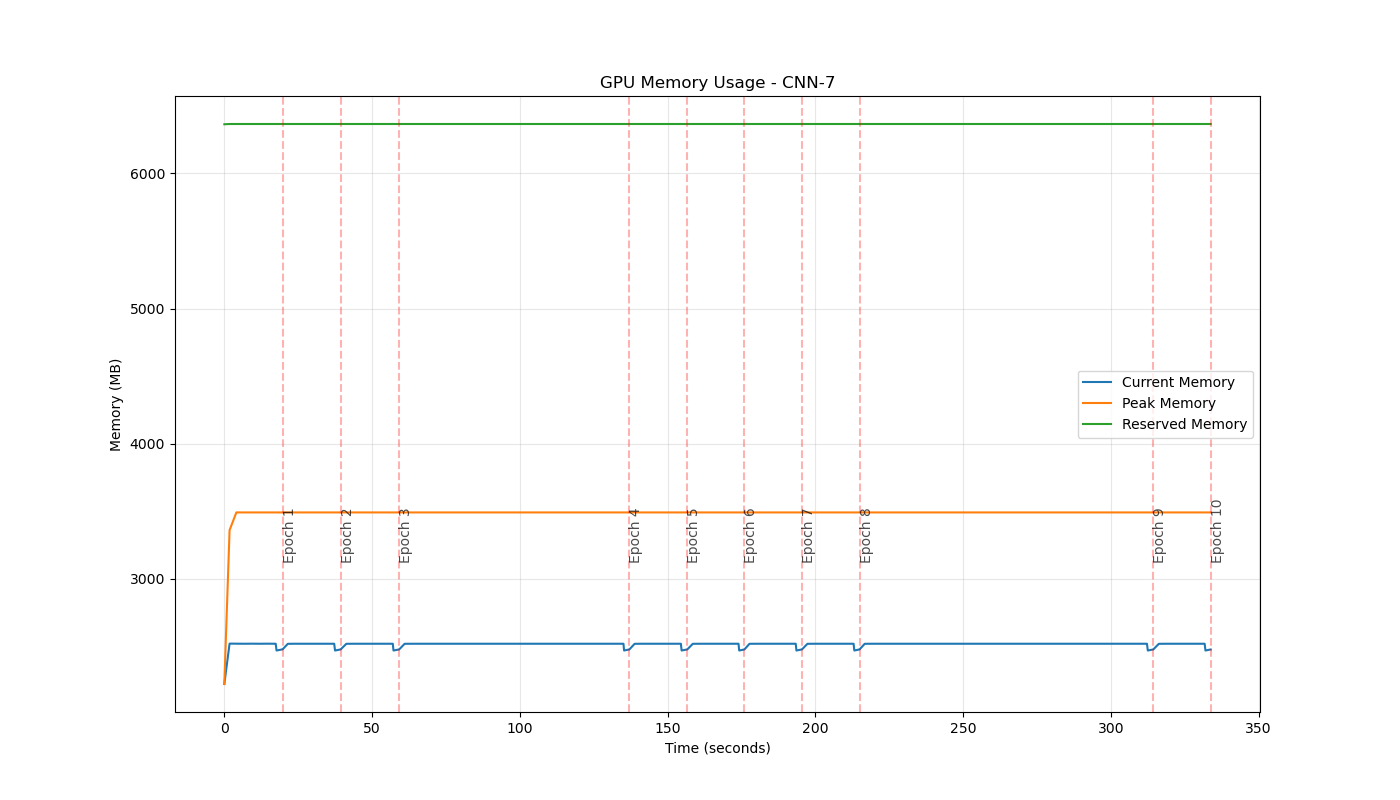 GPU Memory Usage - CNN-7
Memory (MB)
6000
5000
4000
3000
Current Memory
Peak Memory
Reserved Memory
Epoch 1
Epoch 2
Epoch 3
Epoch 4
Epoch 5
Epoch 6
Epoch 7
Epoch 8
Epoch 9
Epoch 10
0 50 100 150 200 250 300 350
Time (seconds)